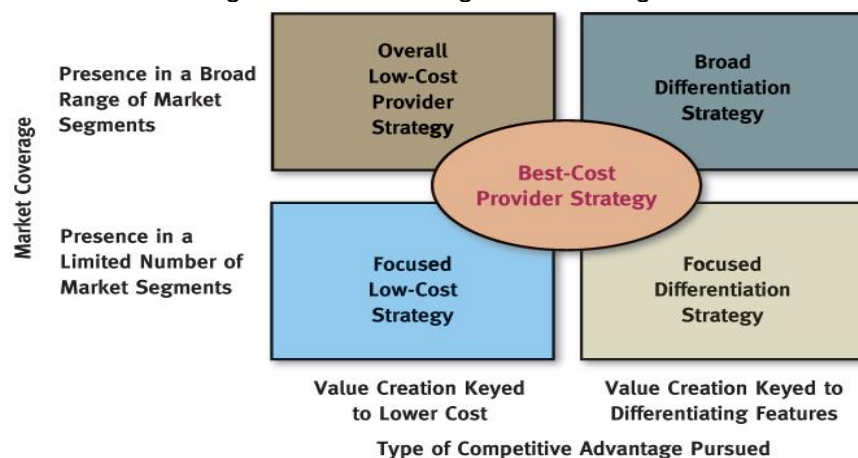 Presence in a Broad
Range of Market
Segments
Overall
Low-Cost
Provider
Strategy
Broad
Differentiation
Strategy
Best-Cost
Provider Strategy
Market Coverage
Presence in a
Limited Number of
Market Segments
Focused
Low-Cost
Strategy
Focused
Differentiation
Strategy
Value Creation Keyed
to Lower Cost
Value Creation Keyed to
Differentiating Features
Type of Competitive Advantage Pursued